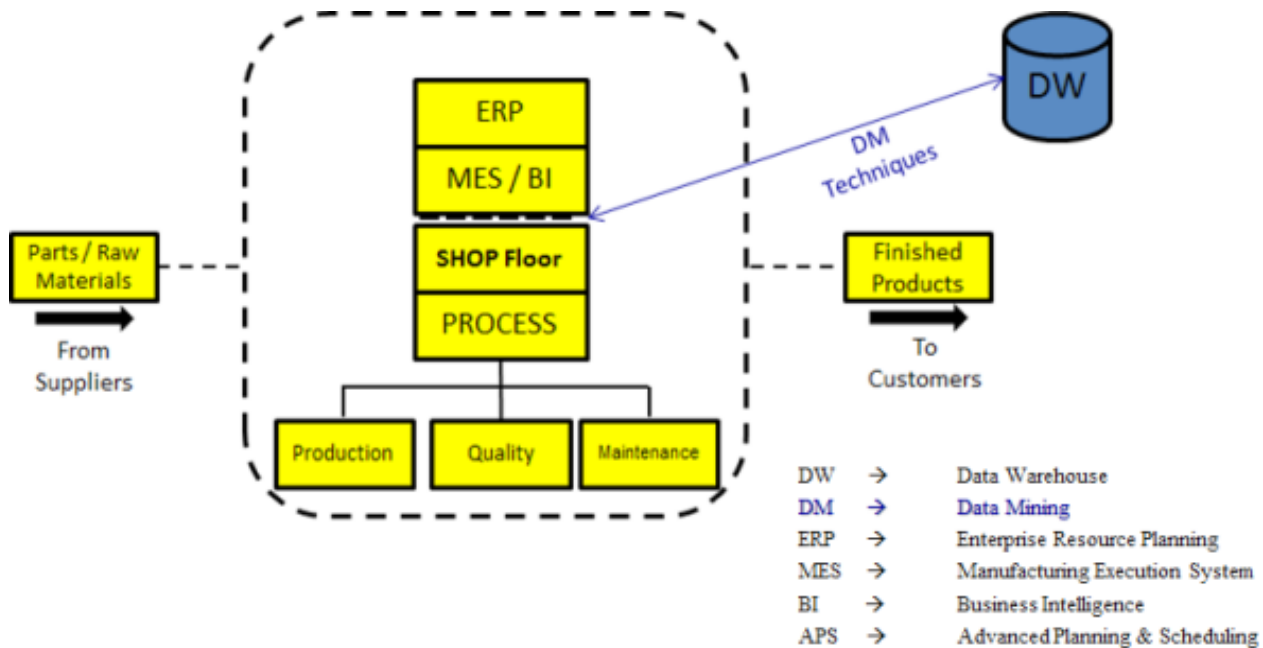 ERP
DW
DM
Techniques
MES / BI
Parts / Raw
Materials
SHOP Floor
Finished
Products
PROCESS
From
Suppliers
To
Customers
Production
Quality
Maintenance
DW → Data Warehouse
DM → Data Mining
ERP → Enterprise Resource Planning
MES → Manufacturing Execution System
BI → Business Intelligence
APS → Advanced Planning & Scheduling